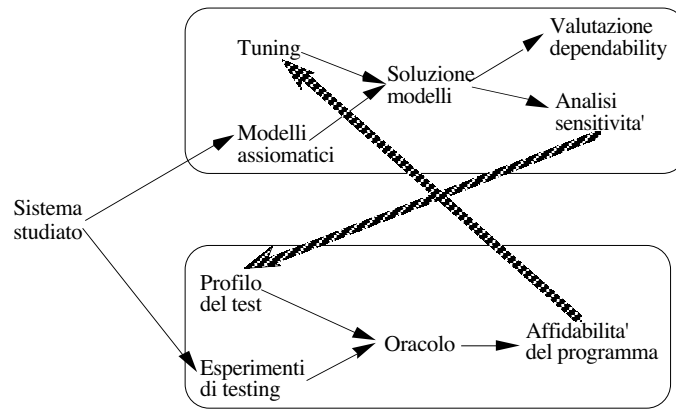 Valutazione
dependability
Tuning
Soluzione
modelli
Analisi
sensitivita'
Modelli
assiomatici
Sistema
studiato
Profilo
del test
Oracolo
Affidabilita'
del programma
Esperimenti
di testing